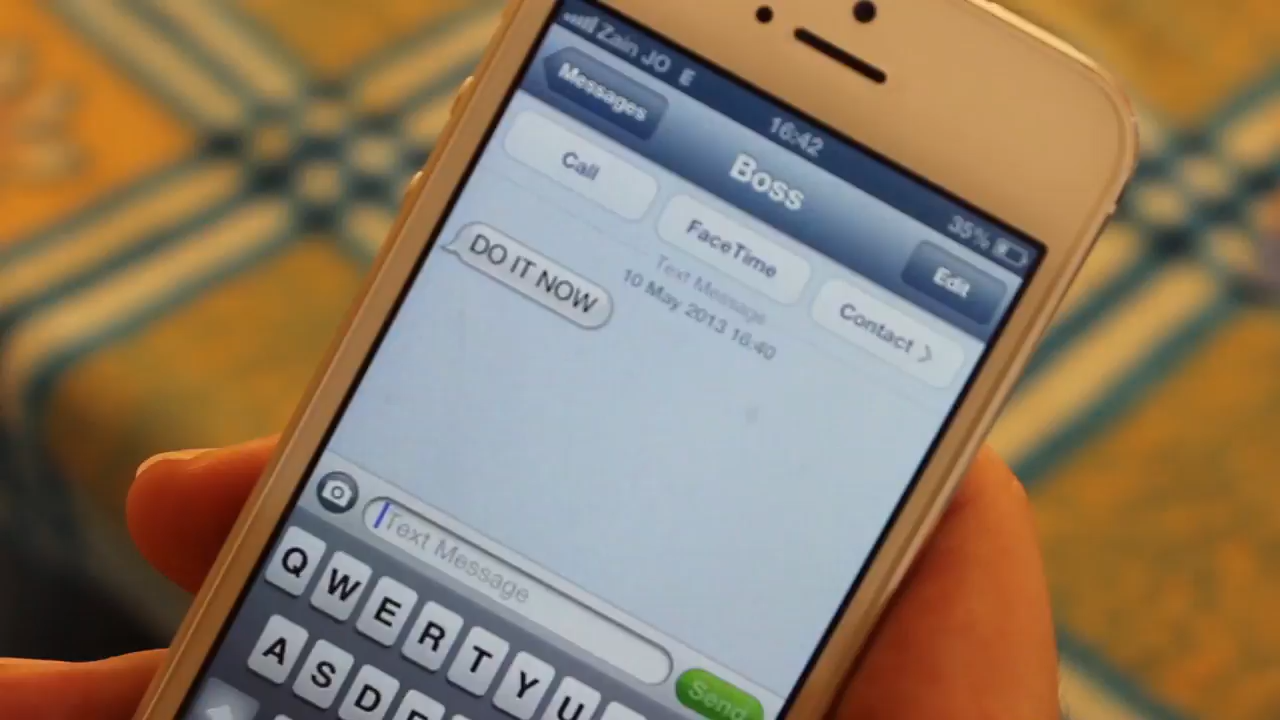 Zain JO E 16:42 35%
Messages Boss Edit
Call FaceTime Contact
Text Message
10 May 2013 16:40
DO IT NOW
Text Message
Send
Q W E R T Y U
A S D F